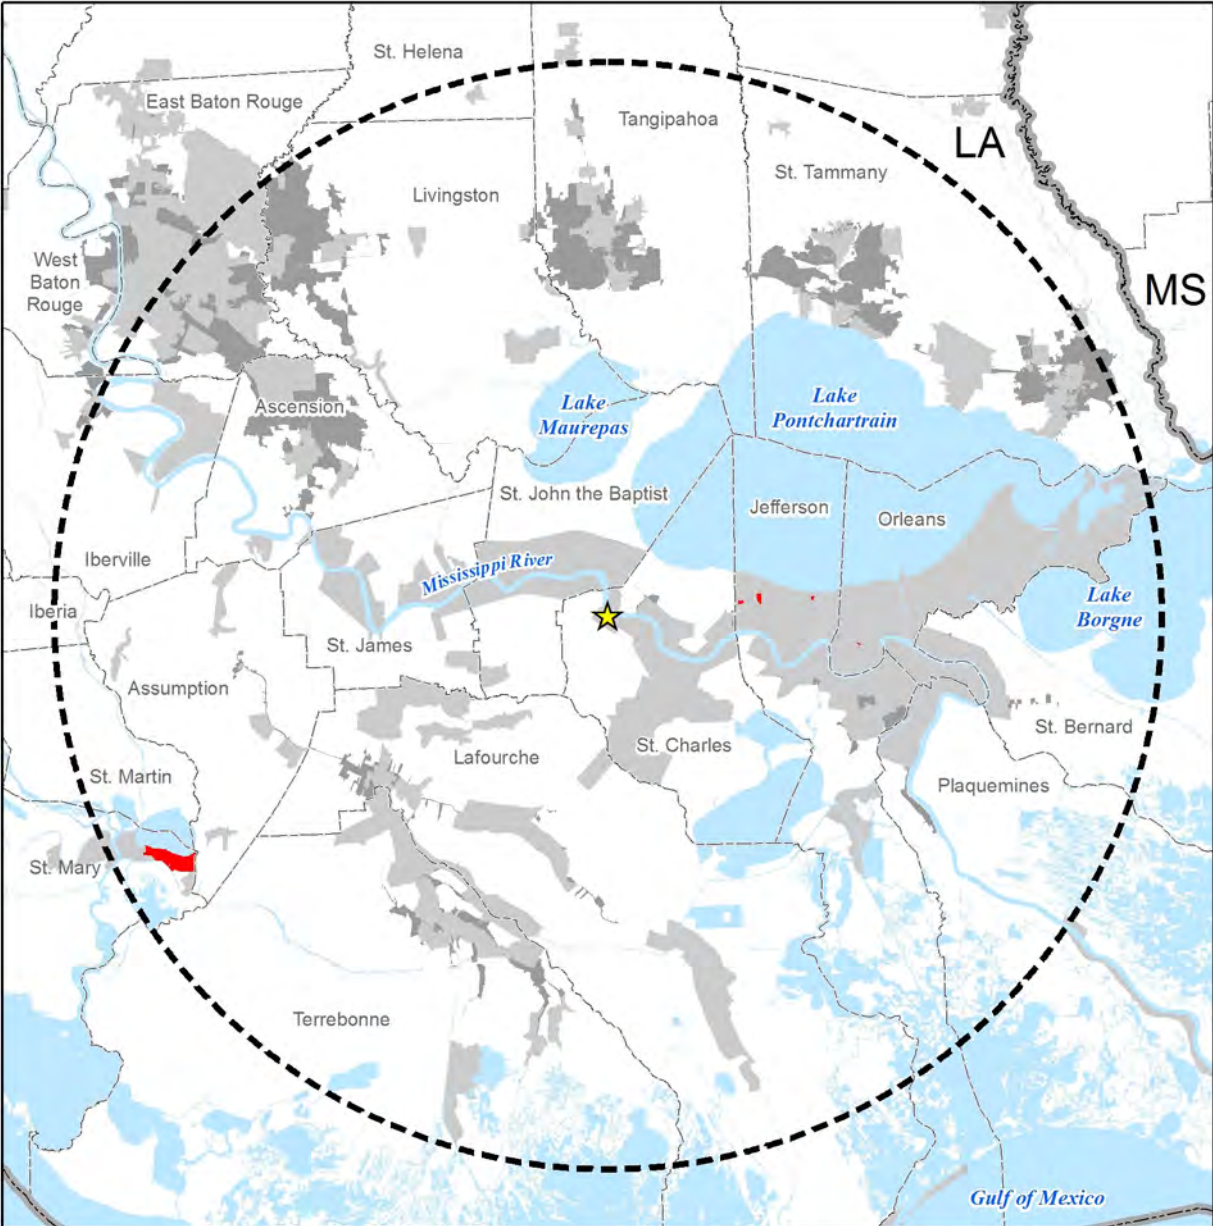 St. Helena
East Baton Rouge
Tangipahoa
LA
St. Tammany
Livingston
West
Baton
Rouge
MS
Ascension
Lake
Maurepas
Lake
Pontchartrain
St. John the Baptist
Jefferson
Orleans
Iberville
Mississippi River
Iberia
Lake
Borgne
St. James
Assumption
St. Bernard
St. Charles
Lafourche
St. Martin
Plaquemines
St. Mary
Terrebonne
Gulf of Mexico